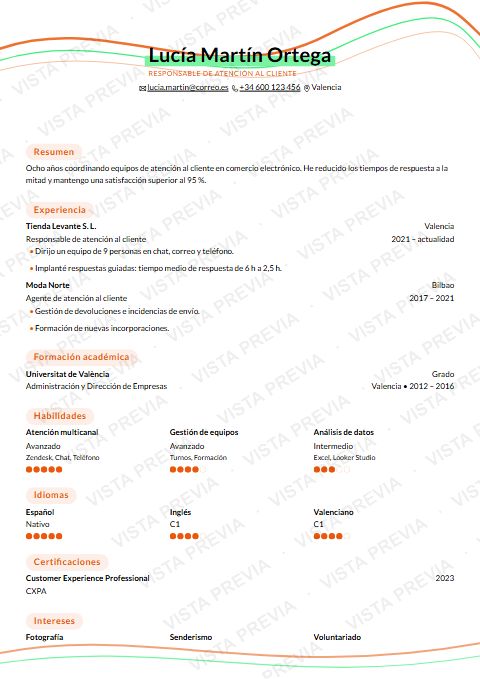 Lucía Martín Ortega
RESPONSABLE DE ATENCIÓN AL CLIENTE
lucia.martin@correo.es +34 600 123 456 Valencia
Resumen
Ocho años coordinando equipos de atención al cliente en comercio electrónico. He reducido los tiempos de respuesta a la
mitad y mantengo una satisfacción superior al 95 %.
Experiencia
Tienda Levante S. L. Valencia
Responsable de atención al cliente 2021 – actualidad
• Dirijo un equipo de 9 personas en chat, correo y teléfono.
• Implanté respuestas guiadas: tiempo medio de respuesta de 6 h a 2,5 h.
Moda Norte Bilbao
Agente de atención al cliente 2017 – 2021
• Gestión de devoluciones e incidencias de envío.
• Formación de nuevas incorporaciones.
Formación académica
Universitat de València Grado
Administración y Dirección de Empresas Valencia • 2012 – 2016
Habilidades
Atención multicanal Gestión de equipos Análisis de datos
Avanzado Avanzado Intermedio
Zendesk, Chat, Teléfono Turnos, Formación Excel, Looker Studio
Idiomas
Español Inglés Valenciano
Nativo C1 C1
Certificaciones
Customer Experience Professional 2023
CXPA
Intereses
Fotografía Senderismo Voluntariado
VISTA PREVIA